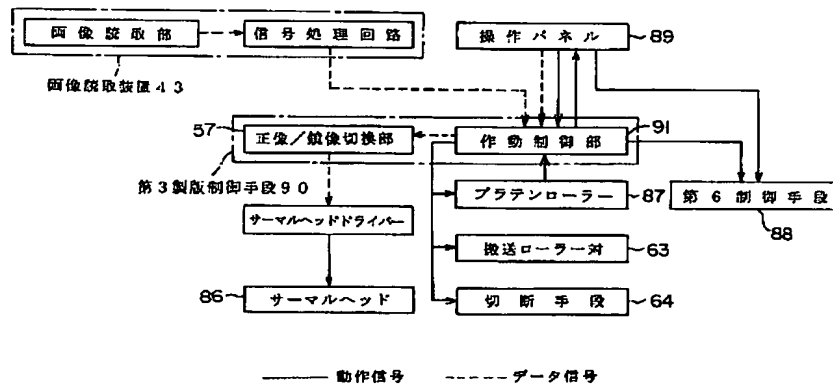 画像読取部
信号処理回路
操作パネル
89
画像読取装置43
57
正像／鏡像切換部
作動制御部
91
第3製版制御手段90
プラテンローラー
87
第6制御手段
88
サーマルヘッドドライバー
搬送ローラー対
63
86
サーマルヘッド
切断手段
64
動作信号
データ信号